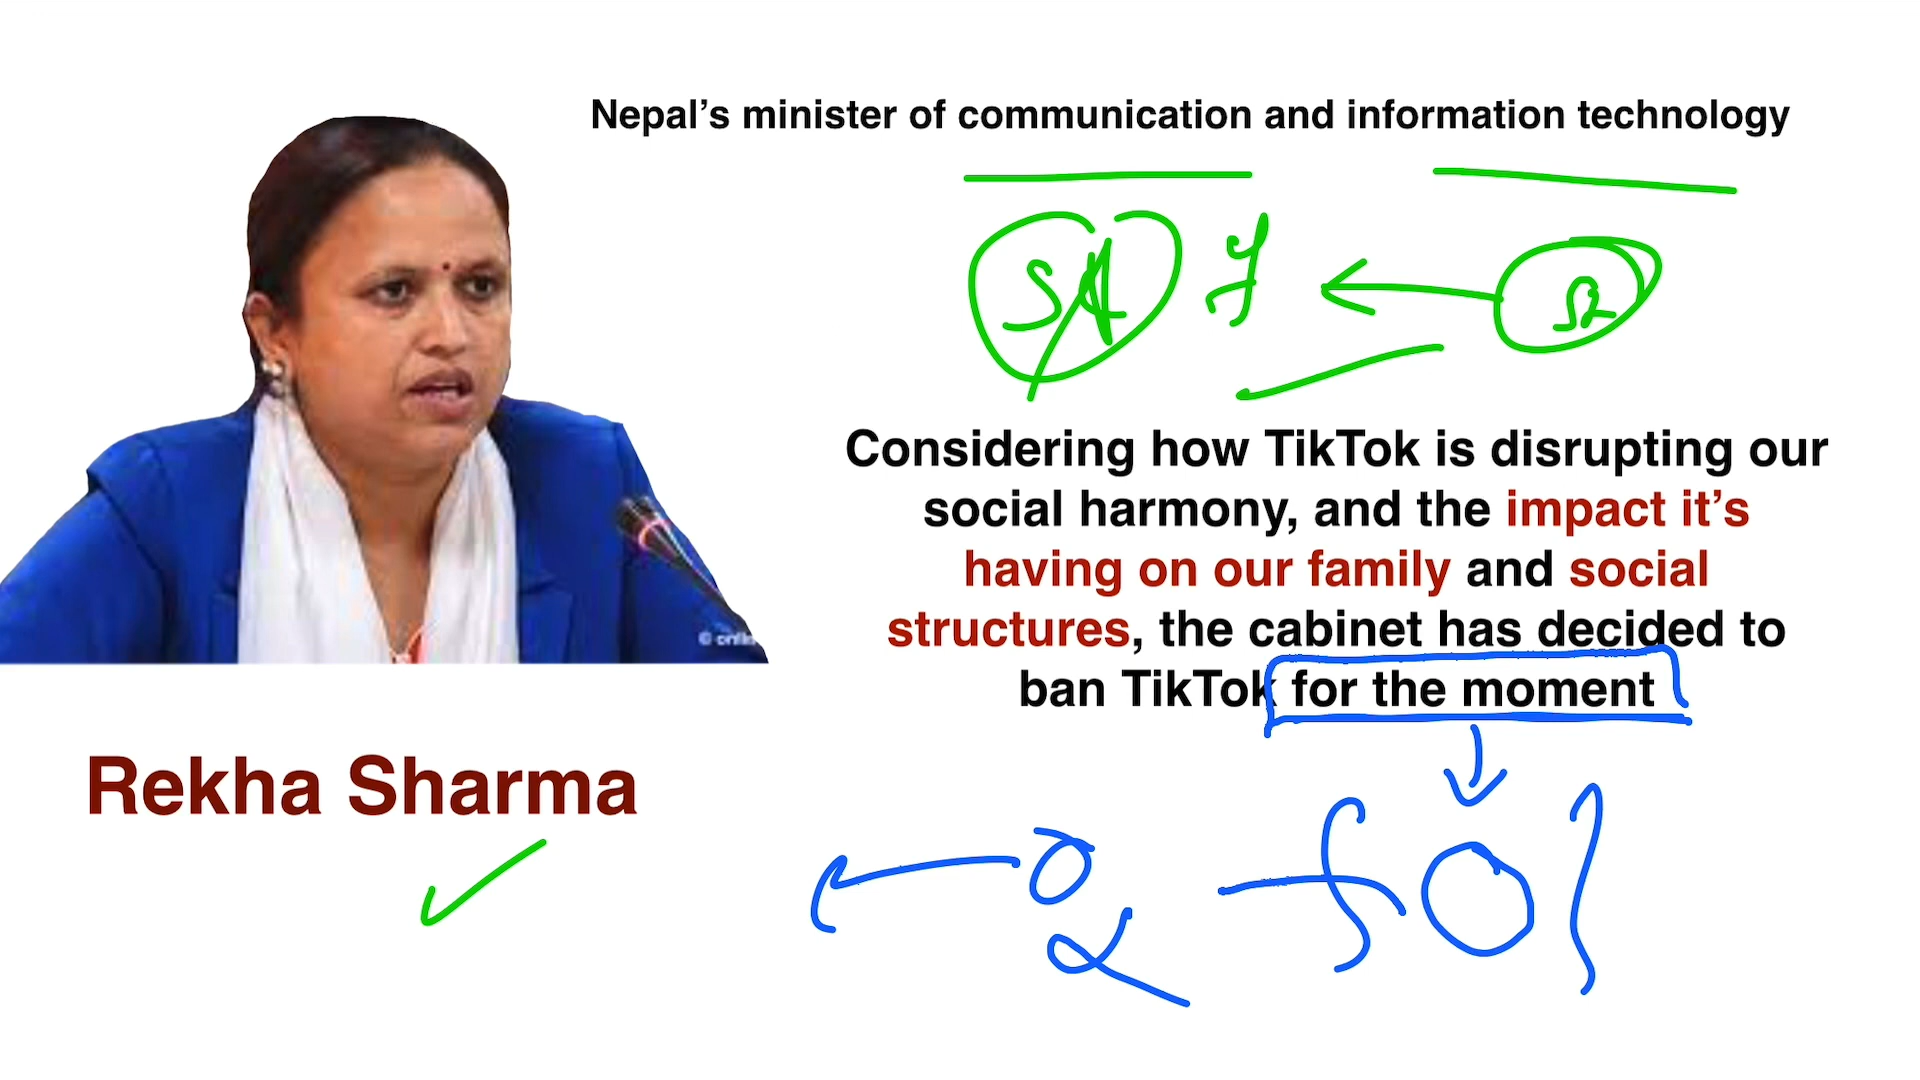 Nepal’s minister of communication and information technology
Considering how TikTok is disrupting our
social harmony, and the impact it’s
having on our family and social
structures, the cabinet has decided to
ban TikTok for the moment
Rekha Sharma